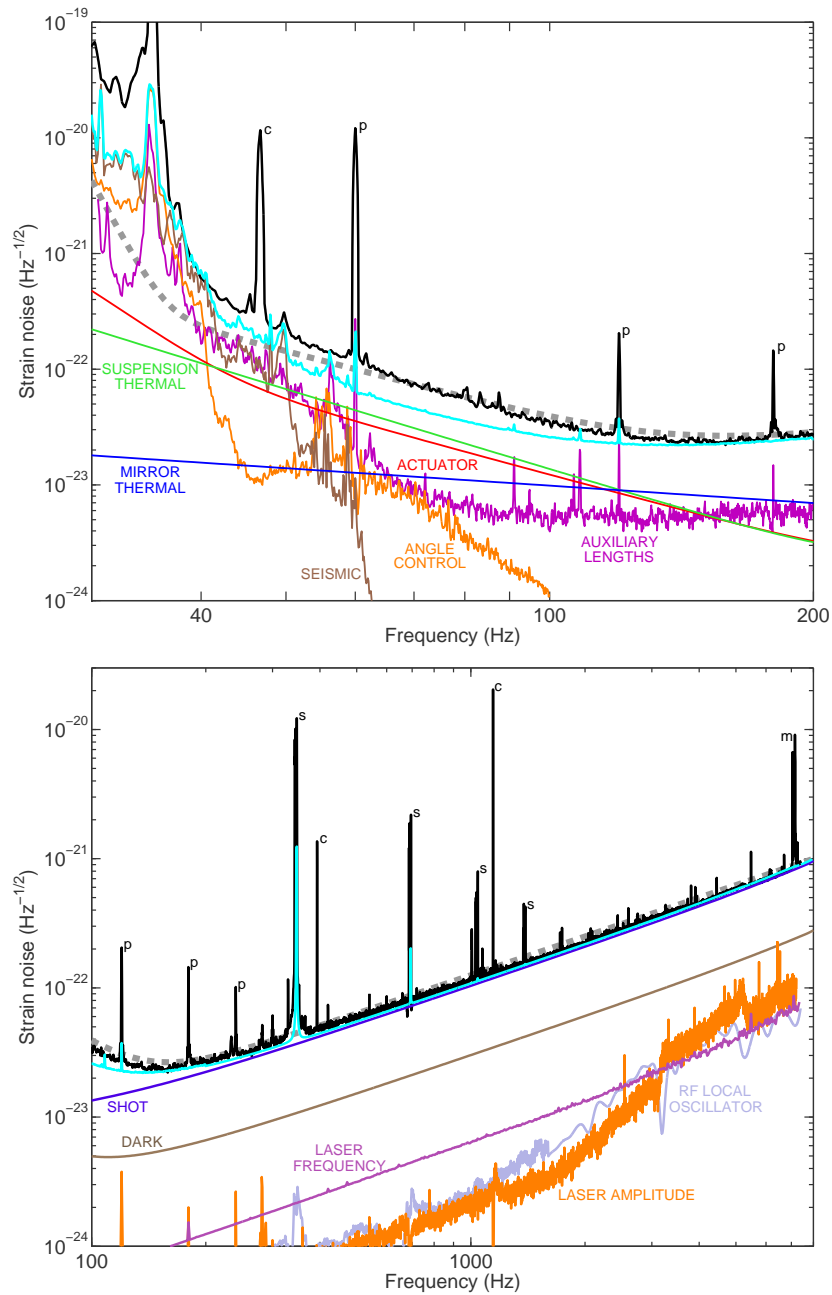 10−19
c
p
10−20
10−21
Strain noise (Hz−1/2)
p
p
10−22
SUSPENSION
THERMAL
ACTUATOR
MIRROR
THERMAL
10−23
AUXILIARY
LENGTHS
ANGLE
CONTROL
SEISMIC
10−24
40
100
200
Frequency (Hz)
c
s
m
10−20
s
c
10−21
s
s
p
p
p
10−22
Strain noise (Hz−1/2)
SHOT
10−23
DARK
RF LOCAL
OSCILLATOR
LASER
FREQUENCY
LASER AMPLITUDE
10−24
100
1000
Frequency (Hz)